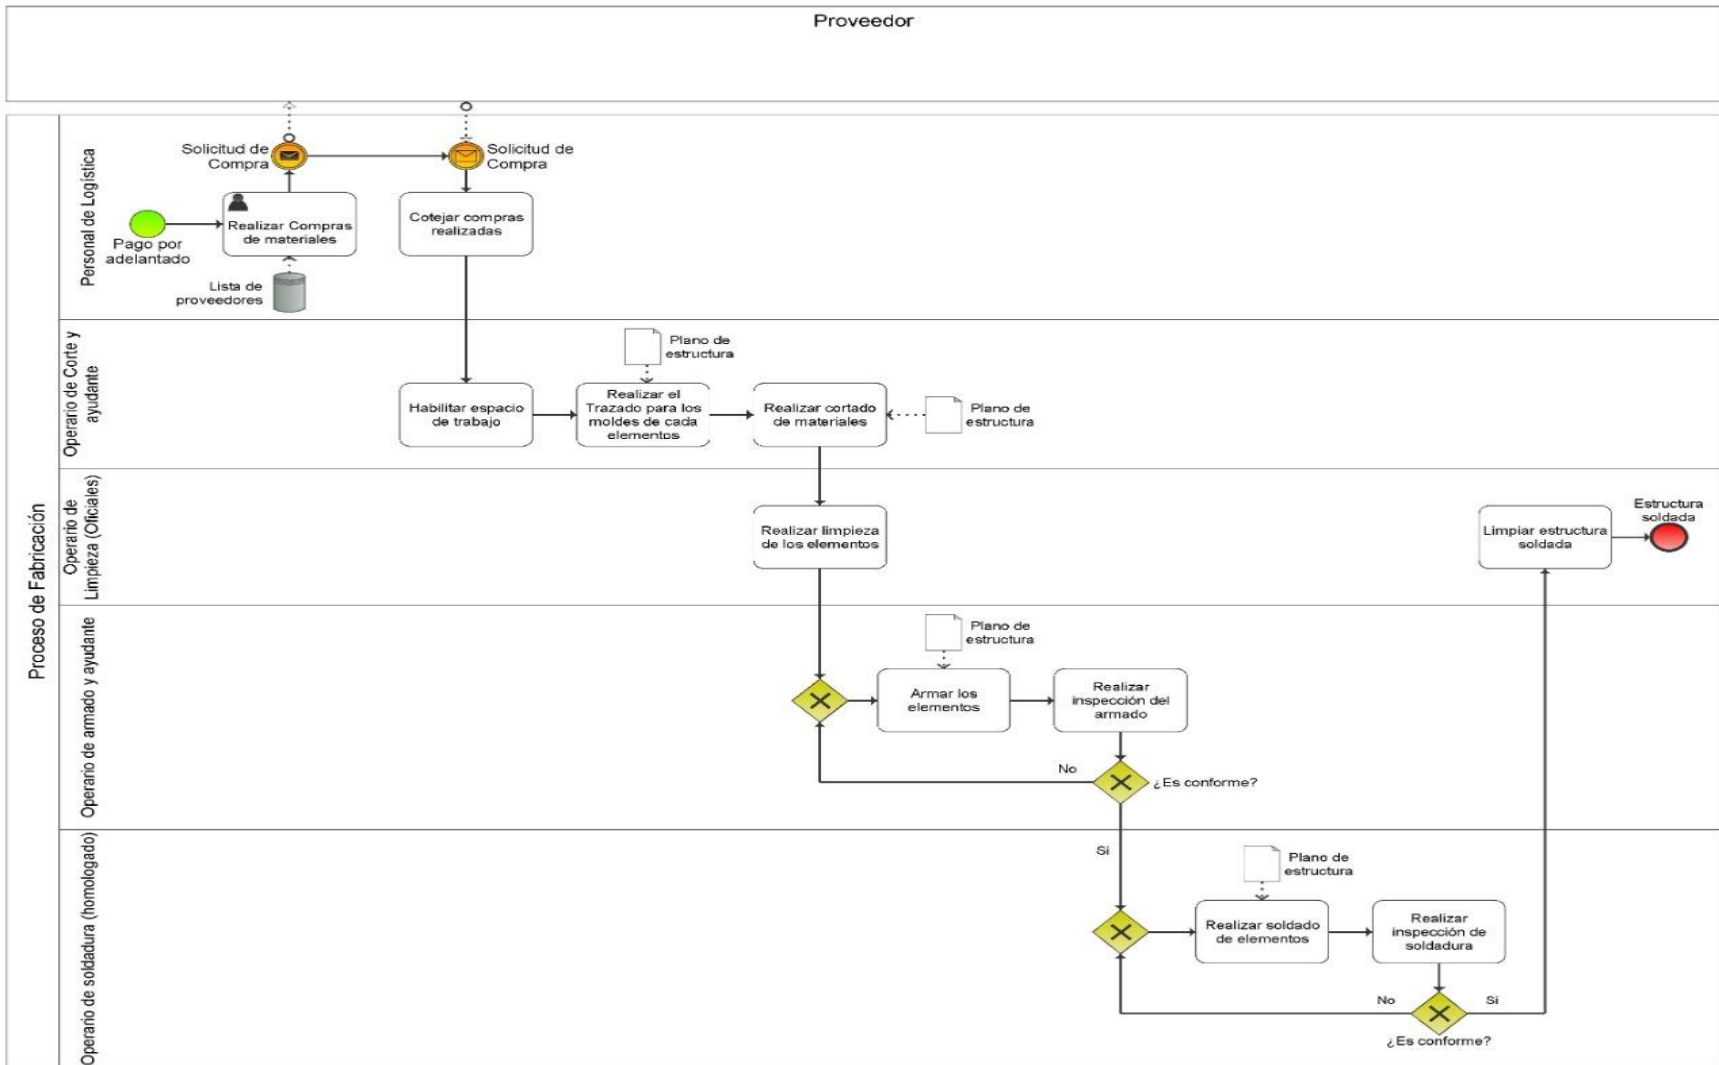 Proveedor
Proceso de Fabricación
Personal de Logística
Solicitud de
Compra
Solicitud de
Compra
Pago por
adelantado
Realizar Compras
de materiales
Lista de
proveedores
Cotejar compras
realizadas
Operario de Corte y
ayudante
Habilitar espacio
de trabajo
Plano de
estructura
Realizar el
Trazado para los
moldes de cada
elementos
Realizar cortado
de materiales
Plano de
estructura
Operario de
Limpieza (Oficiales)
Realizar limpieza
de los elementos
Limpiar estructura
soldada
Estructura
soldada
Operario de armado y ayudante
Plano de
estructura
Armar los
elementos
Realizar
inspección del
armado
No
¿Es conforme?
Operario de soldadura (homologado)
Si
Plano de
estructura
Realizar soldado
de elementos
Realizar
inspección de
soldadura
No
Si
¿Es conforme?